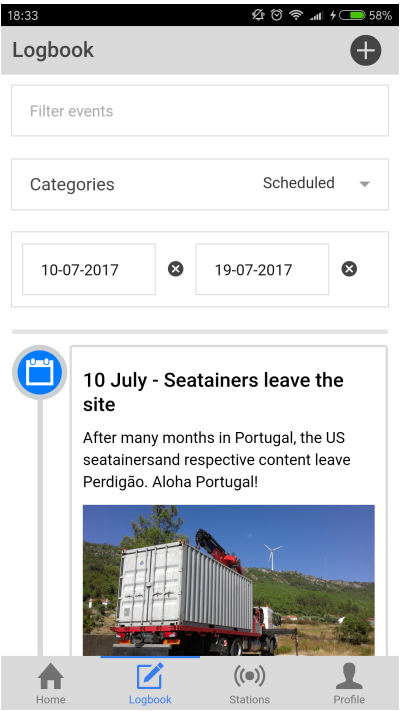 18:33 58%
Logbook
Filter events
Categories Scheduled
10-07-2017 19-07-2017
10 July - Seatainers leave the
site
After many months in Portugal, the US
seatainersand respective content leave
Perdigão. Aloha Portugal!
Home Logbook Stations Profile